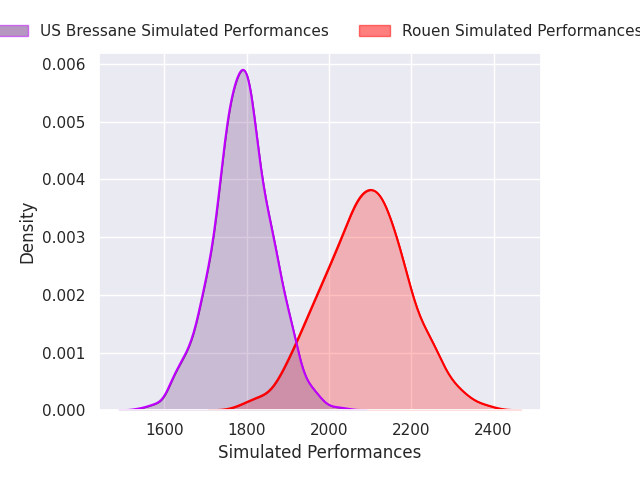 US Bressane Simulated Performances Rouen Simulated Performances
0.006
0.005
0.004
0.003
0.002
0.001
0.000
Density
1600 1800 2000 2200 2400
Simulated Performances